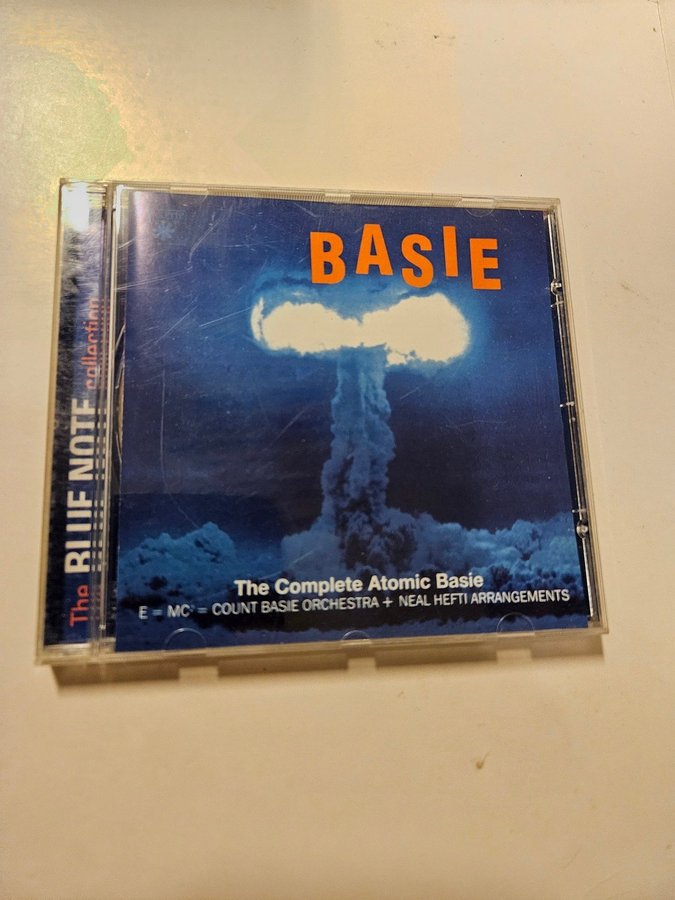 BASIE
The Complete Atomic Basie
E = MC² = COUNT BASIE ORCHESTRA + NEAL HEFTI ARRANGEMENTS
The BLUE NOTE collection